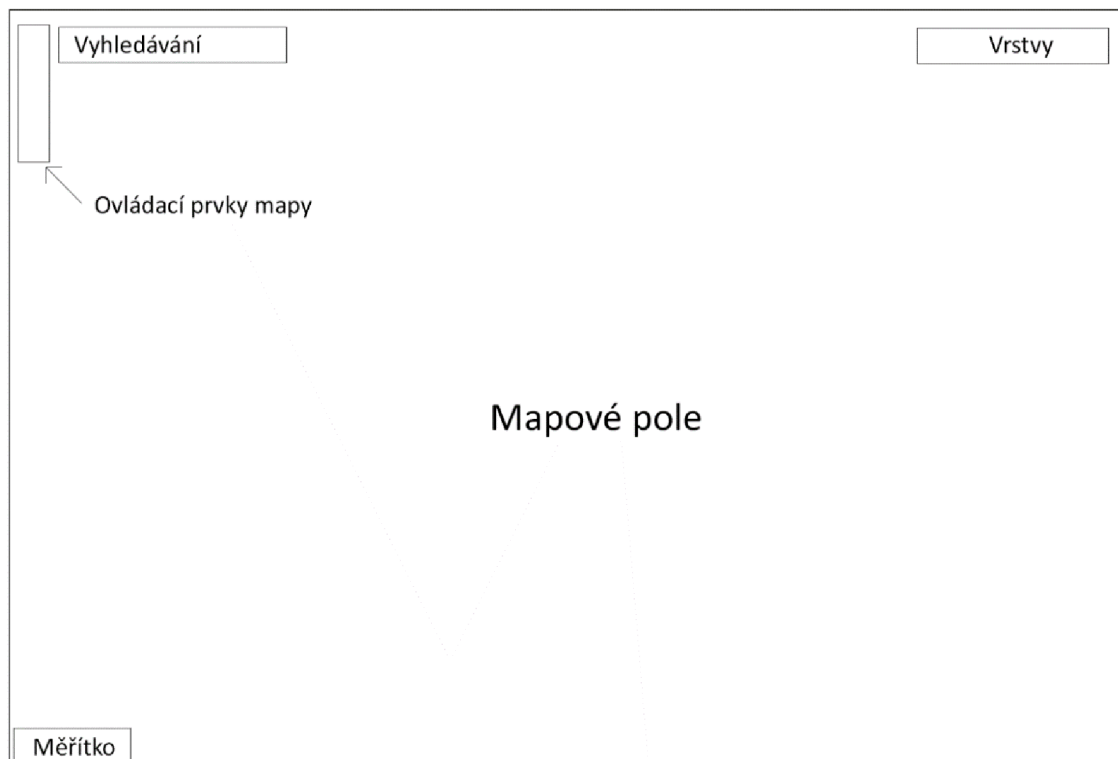 Vyhledávání
Vrstvy
Ovládací prvky mapy
Mapové pole
Měřítko